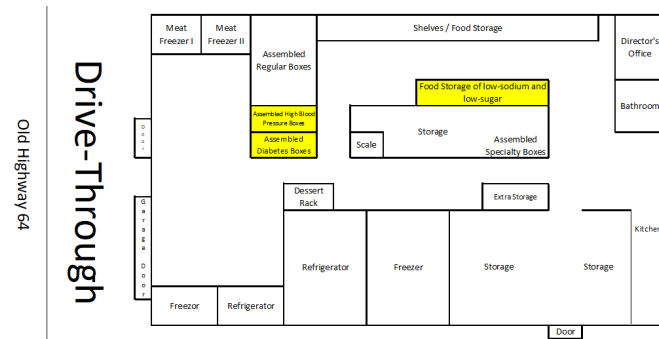 Old Highway 64
Drive-Through
Meat
Freezer I
Meat
Freezer II
Assembled
Regular Boxes
Shelves / Food Storage
Director's
Office
Food Storage of low-sodium and
low-sugar
Bathroom
Assembled High Blood
Pressure Boxes
Assembled
Diabetes Boxes
Storage
Scale
Assembled
Specialty Boxes
Door
Garage Door
Dessert
Rack
Extra Storage
Kitchen
Refrigerator
Freezer
Storage
Storage
Freezor
Refrigerator
Door